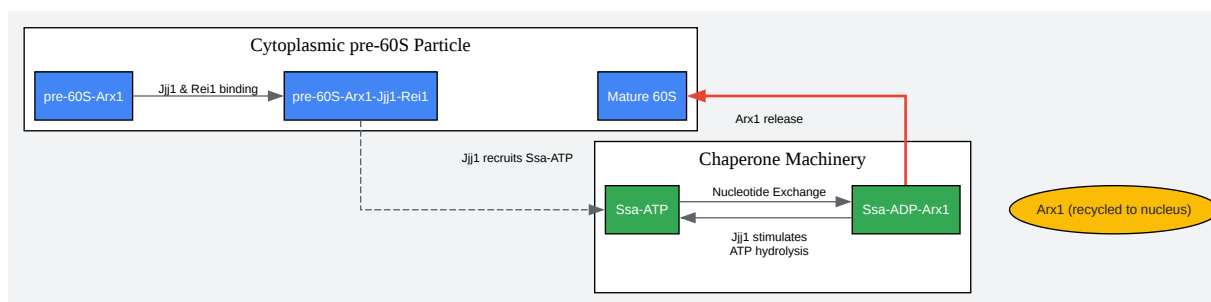 Cytoplasmic pre-60S Particle
pre-60S-Arx1
Jjj1 & Rei1 binding
pre-60S-Arx1-Jjj1-Rei1
Mature 60S
Arx1 release
Jjj1 recruits Ssa-ATP
Chaperone Machinery
Ssa-ATP
Nucleotide Exchange
Ssa-ADP-Arx1
Jjj1 stimulates
ATP hydrolysis
Arx1 (recycled to nucleus)